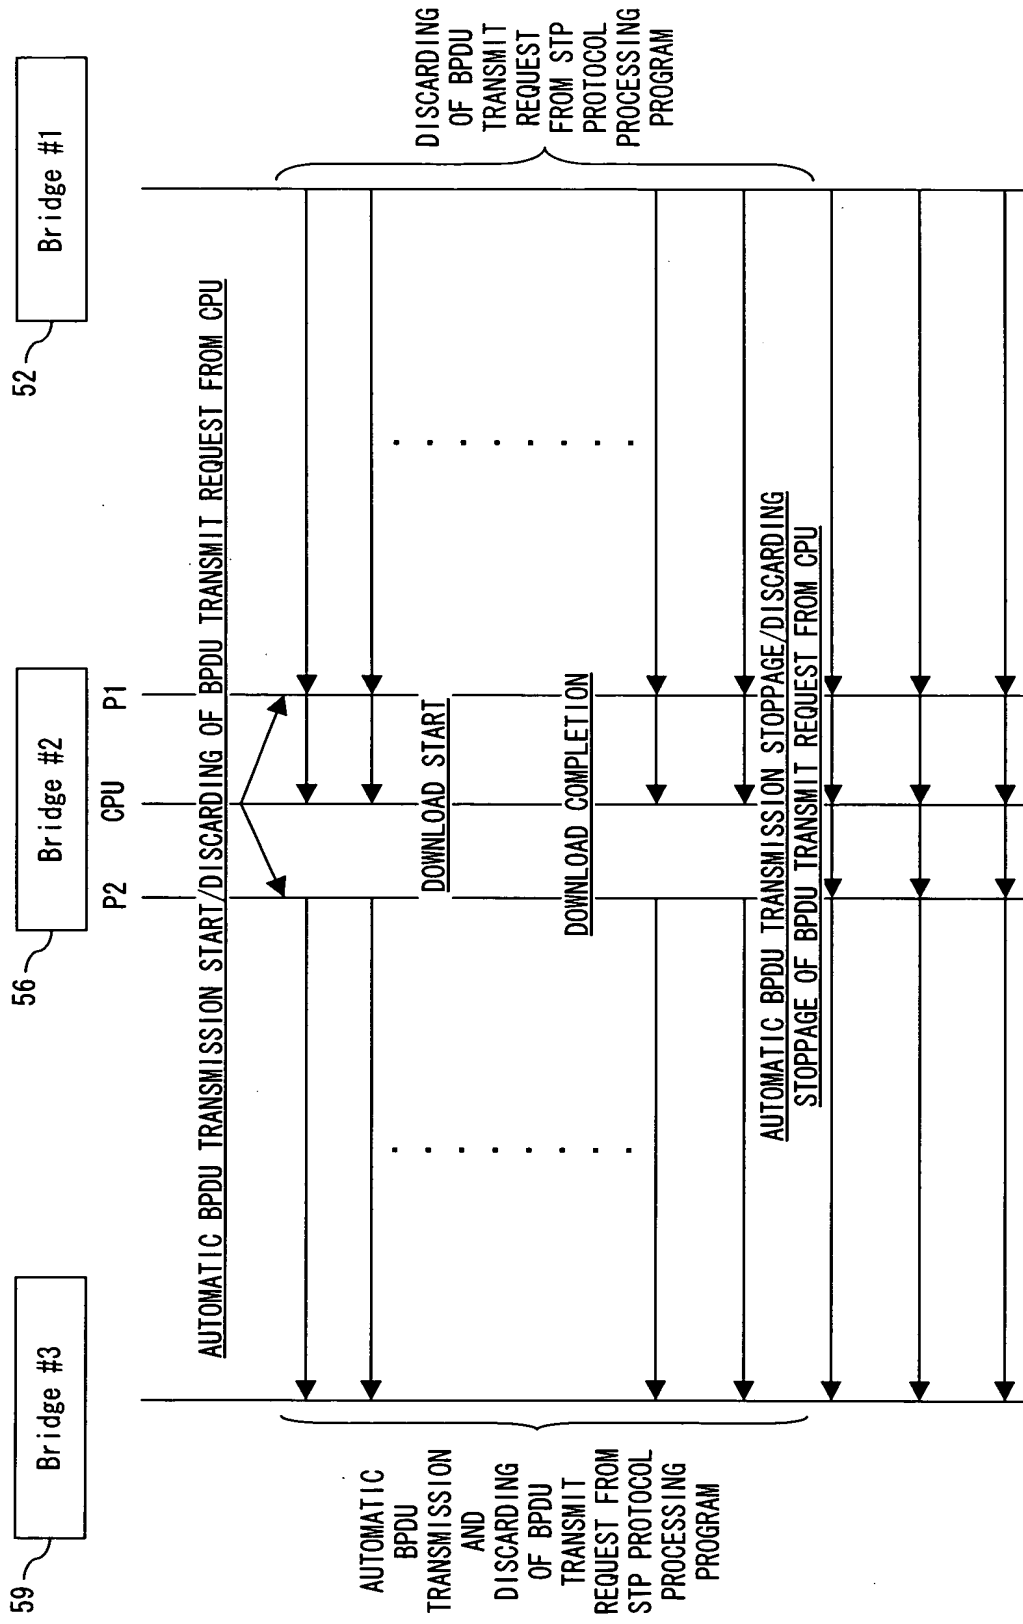 59
Bridge #3
56
Bridge #2
52
Bridge #1
P2
CPU
P1
AUTOMATIC BPDU TRANSMISSION START/DISCARDING OF BPDU TRANSMIT REQUEST FROM CPU
AUTOMATIC
BPDU
TRANSMISSION
AND
DISCARDING
OF BPDU
TRANSMIT
REQUEST FROM
STP PROTOCOL
PROCESSING
PROGRAM
DOWNLOAD START
DOWNLOAD COMPLETION
AUTOMATIC BPDU TRANSMISSION STOPPAGE/DISCARDING
STOPPAGE OF BPDU TRANSMIT REQUEST FROM CPU
DISCARDING
OF BPDU
TRANSMIT
REQUEST
FROM STP
PROTOCOL
PROCESSING
PROGRAM